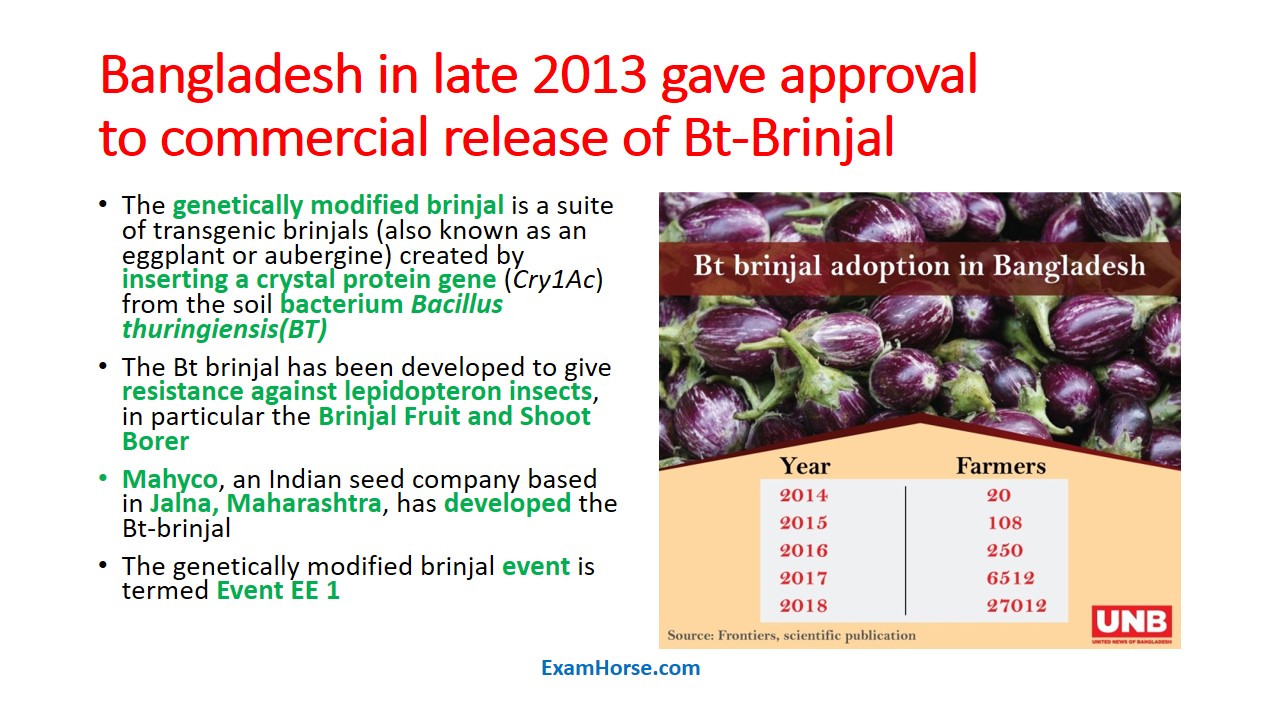 Bangladesh in late 2013 gave approval
to commercial release of Bt-Brinjal
• The genetically modified brinjal is a suite
of transgenic brinjals (also known as an
eggplant or aubergine) created by
inserting a crystal protein gene (Cry1Ac)
from the soil bacterium Bacillus
thuringiensis(BT)
• The Bt brinjal has been developed to give
resistance against lepidopteron insects,
in particular the Brinjal Fruit and Shoot
Borer
• Mahyco, an Indian seed company based
in Jalna, Maharashtra, has developed the
Bt-brinjal
• The genetically modified brinjal event is
termed Event EE 1
Bt brinjal adoption in Bangladesh
Year Farmers
2014 20
2015 108
2016 250
2017 6512
2018 27012
Source: Frontiers, scientific publication
UNB
UNITED NEWS OF BANGLADESH
ExamHorse.com